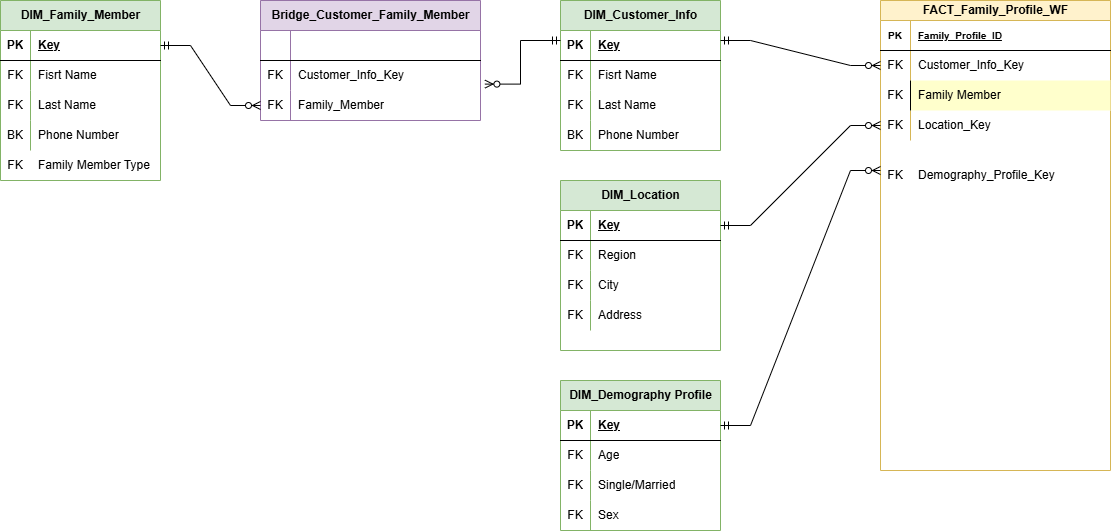 DIM_Family_Member
PK Key
FK Fisrt Name
FK Last Name
BK Phone Number
FK Family Member Type
Bridge_Customer_Family_Member
FK Customer_Info_Key
FK Family_Member
DIM_Customer_Info
PK Key
FK Fisrt Name
FK Last Name
BK Phone Number
DIM_Location
PK Key
FK Region
FK City
FK Address
DIM_Demography Profile
PK Key
FK Age
FK Single/Married
FK Sex
FACT_Family_Profile_WF
PK Family_Profile_ID
FK Customer_Info_Key
FK Family Member
FK Location_Key
FK Demography_Profile_Key